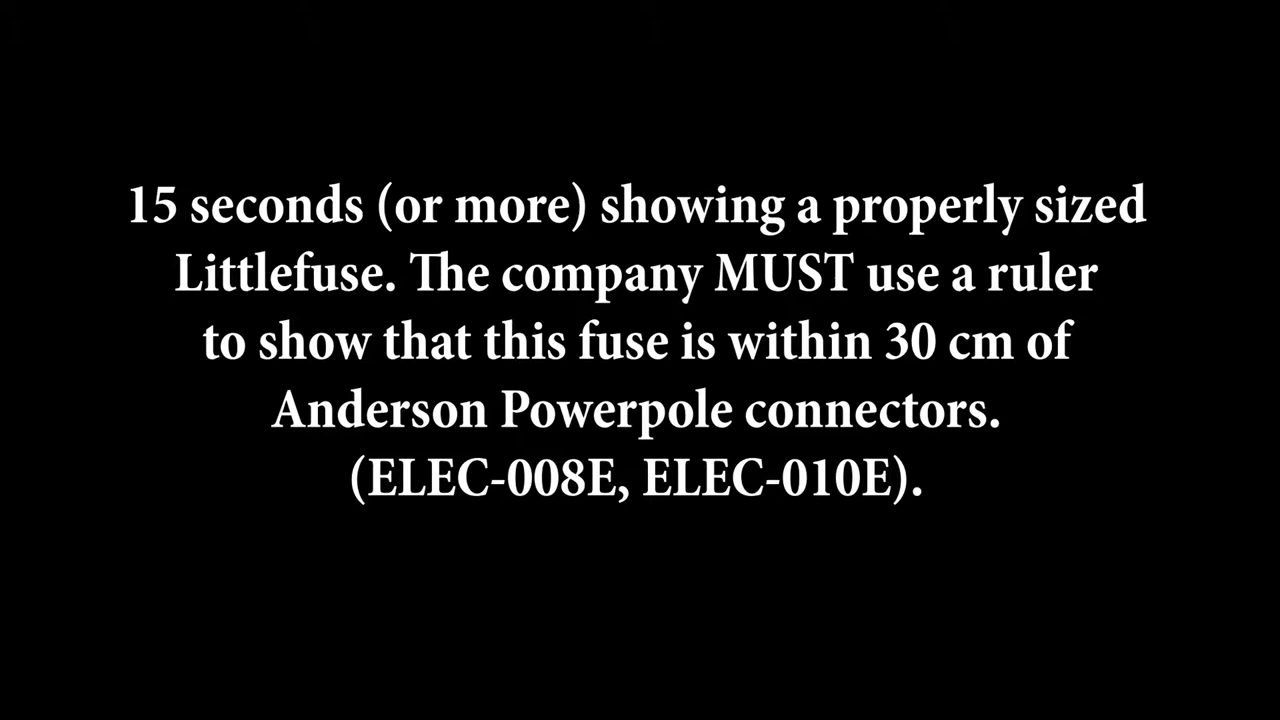 15 seconds (or more) showing a properly sized
Littlefuse. The company MUST use a ruler
to show that this fuse is within 30 cm of
Anderson Powerpole connectors.
(ELEC-008E, ELEC-010E).